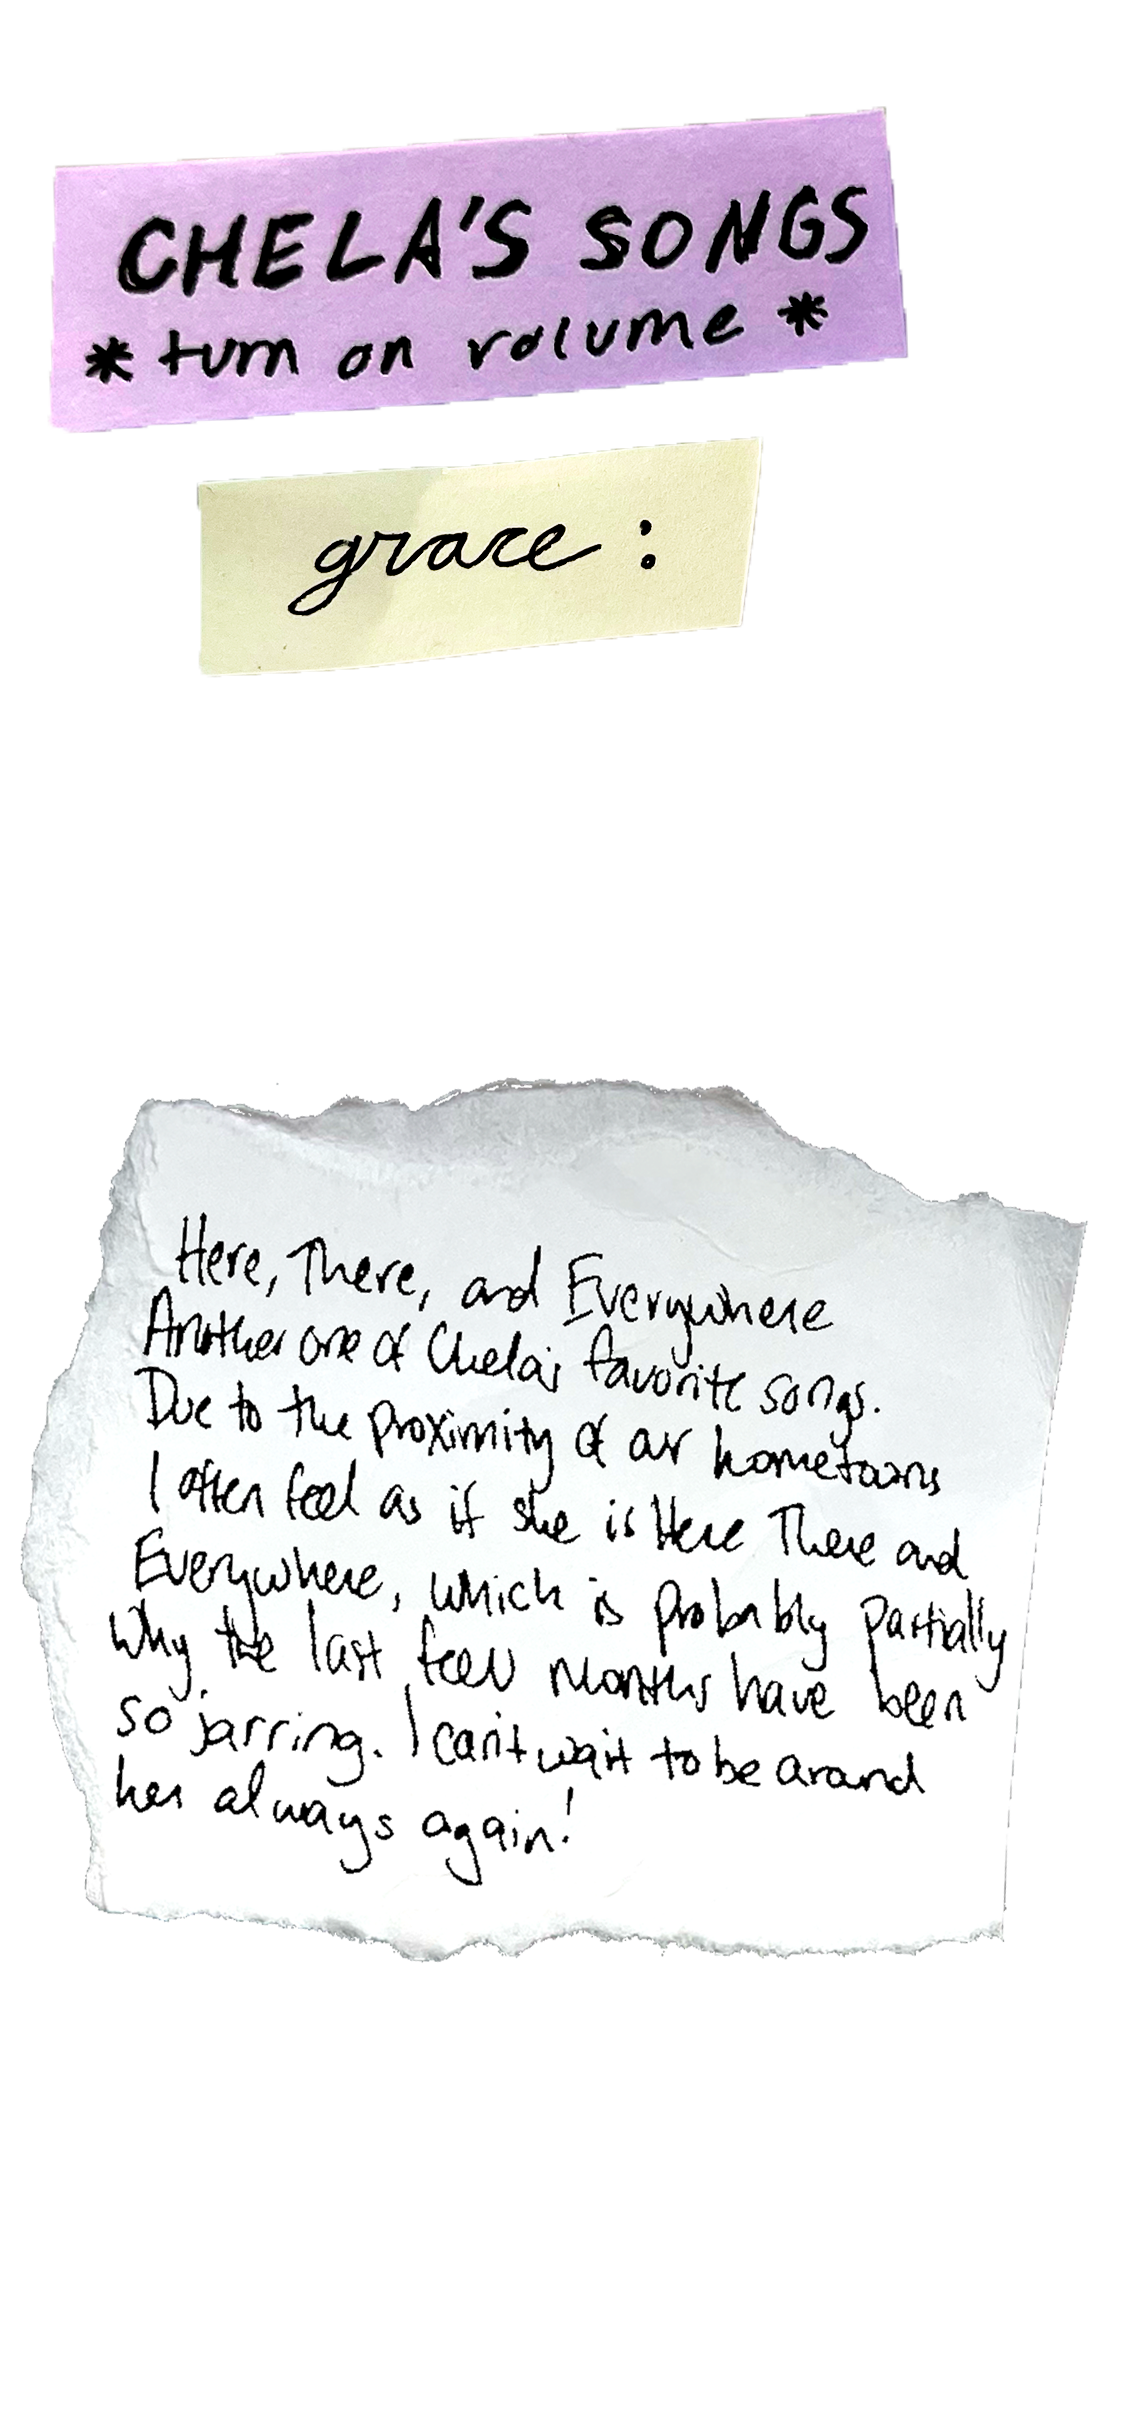 CHELA'S SONGS
* turn on volume *
grace :
Here, There, and Everywhere
Another one of Chela's favorite songs.
Due to the proximity of our hometowns
I often feel as if she is Here There and
Everywhere, which is probably partially
why the last few months have been
so jarring. I can't wait to be around
her always again!